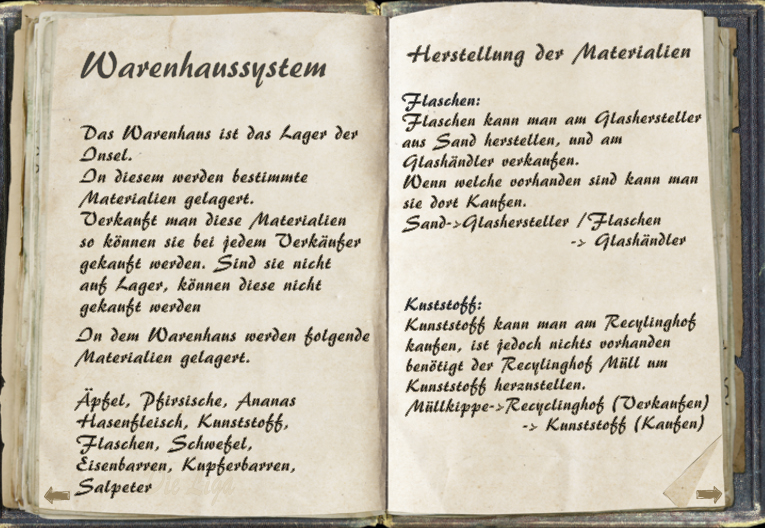 Warenhaussystem
Das Warenhaus ist das Lager der
Insel.
In diesem werden bestimmte
Materialien gelagert.
Verkauft man diese Materialien
so können sie bei jedem Verkäufer
gekauft werden. Sind sie nicht
auf Lager, können diese nicht
gekauft werden
In dem Warenhaus werden folgende
Materialien gelagert.
Äpfel, Pfirsische, Ananas
Hasenfleisch, Kunststoff,
Flaschen, Schwefel,
Eisenbarren, Kupferbarren,
Salpeter
Herstellung der Materialien
Flaschen:
Flaschen kann man am Glashersteller
aus Sand herstellen, und am
Glashändler verkaufen.
Wenn welche vorhanden sind kann man
sie dort Kaufen.
Sand->Glashersteller /Flaschen
-> Glashändler
Kuststoff:
Kunststoff kann man am Recylinghof
kaufen, ist jedoch nichts vorhanden
benötigt der Recylinghof Müll um
Kunststoff herzustellen.
Müllkippe->Recyclinghof (Verkaufen)
-> Kunststoff (Kaufen)